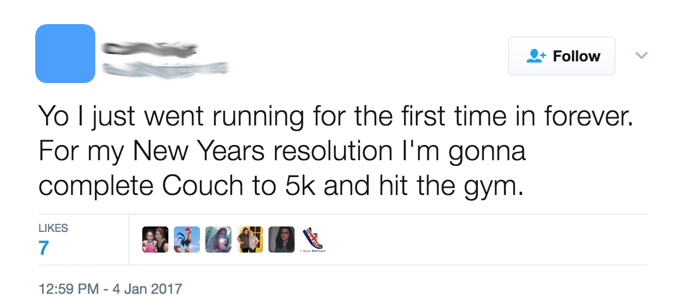 Follow
Yo I just went running for the first time in forever.
For my New Years resolution I'm gonna
complete Couch to 5k and hit the gym.
LIKES
7
12:59 PM - 4 Jan 2017